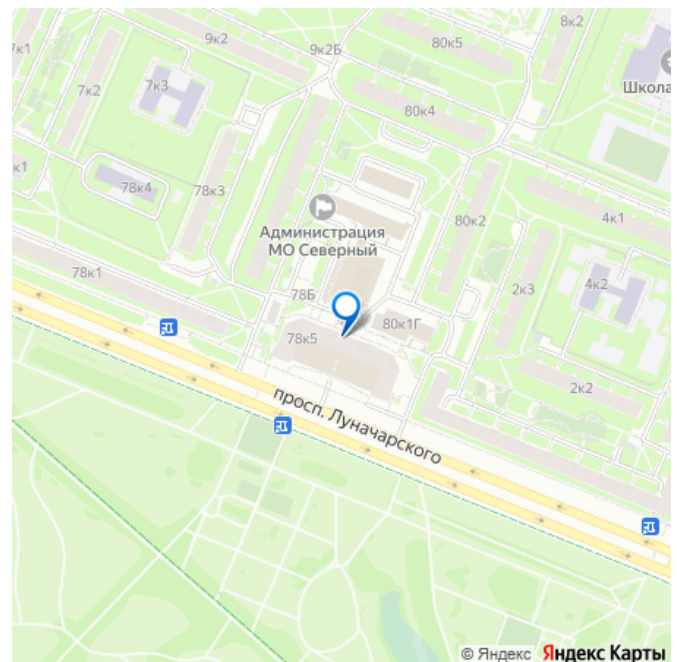 8к2
9к2
9к2Б
80к5
7к1
7к3
7к2
Школа
80к4
к1
78к4
78к3
Администрация
МО Северный
80к2
4к1
78к1
78Б
2к3
4к2
78к5
80к1Г
2к2
просп. Луначарского
© Яндекс Яндекс Карты